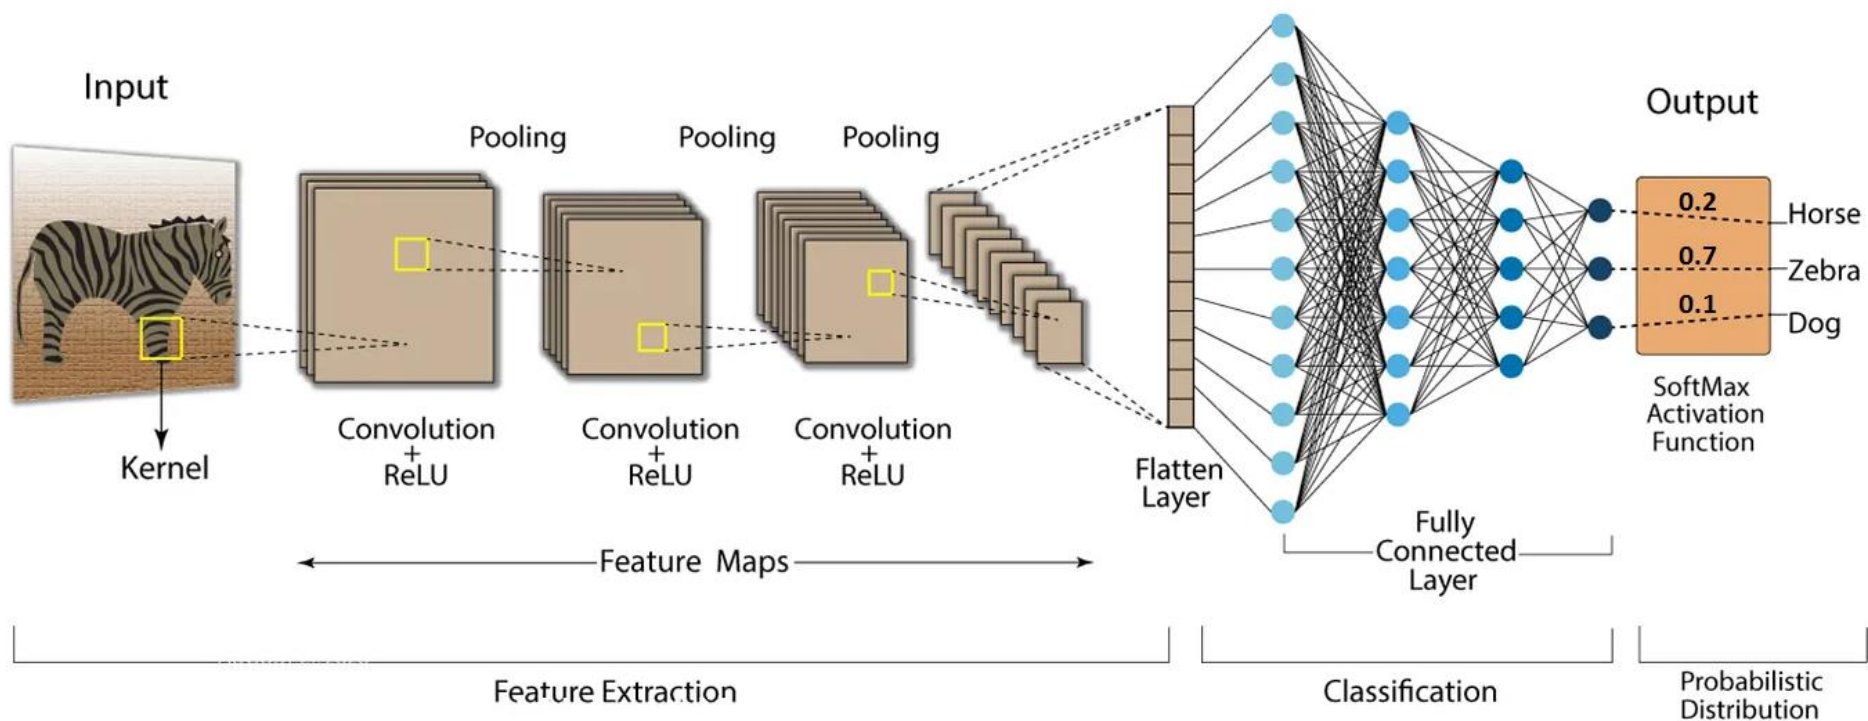 Input
Kernel
Pooling
Pooling
Pooling
Convolution
+
ReLU
Convolution
+
ReLU
Convolution
+
ReLU
Feature Maps
Flatten
Layer
Fully
Connected
Layer
Output
0.2
Horse
0.7
Zebra
0.1
Dog
SoftMax
Activation
Function
Feature Extraction
Classification
Probabilistic
Distribution